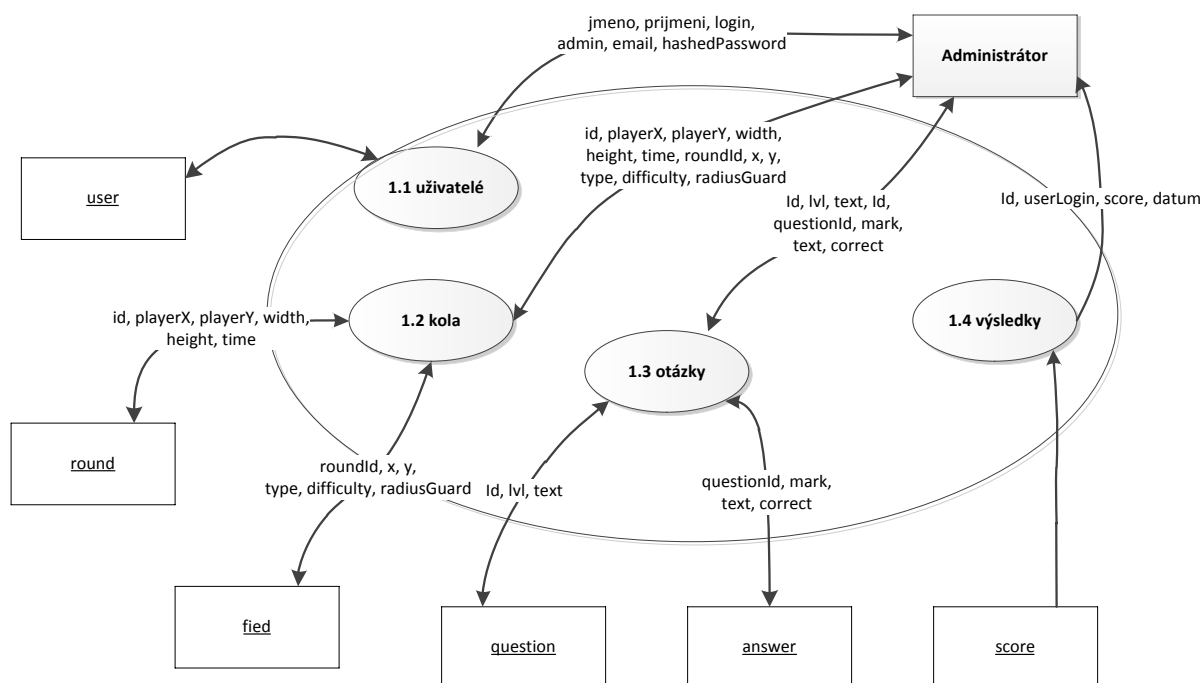 jmeno, prijmeni, login,
admin, email, hashedPassword
Administrátor
id, playerX, playerY, width,
height, time, roundId, x, y,
type, difficulty, radiusGuard
user
1.1 uživatelé
Id, lvl, text, Id,
questionId, mark,
text, correct
Id, userLogin, score, datum
id, playerX, playerY, width,
height, time
1.2 kola
1.3 otázky
1.4 výsledky
round
roundId, x, y,
type, difficulty, radiusGuard
Id, lvl, text
questionId, mark,
text, correct
fied
question
answer
score